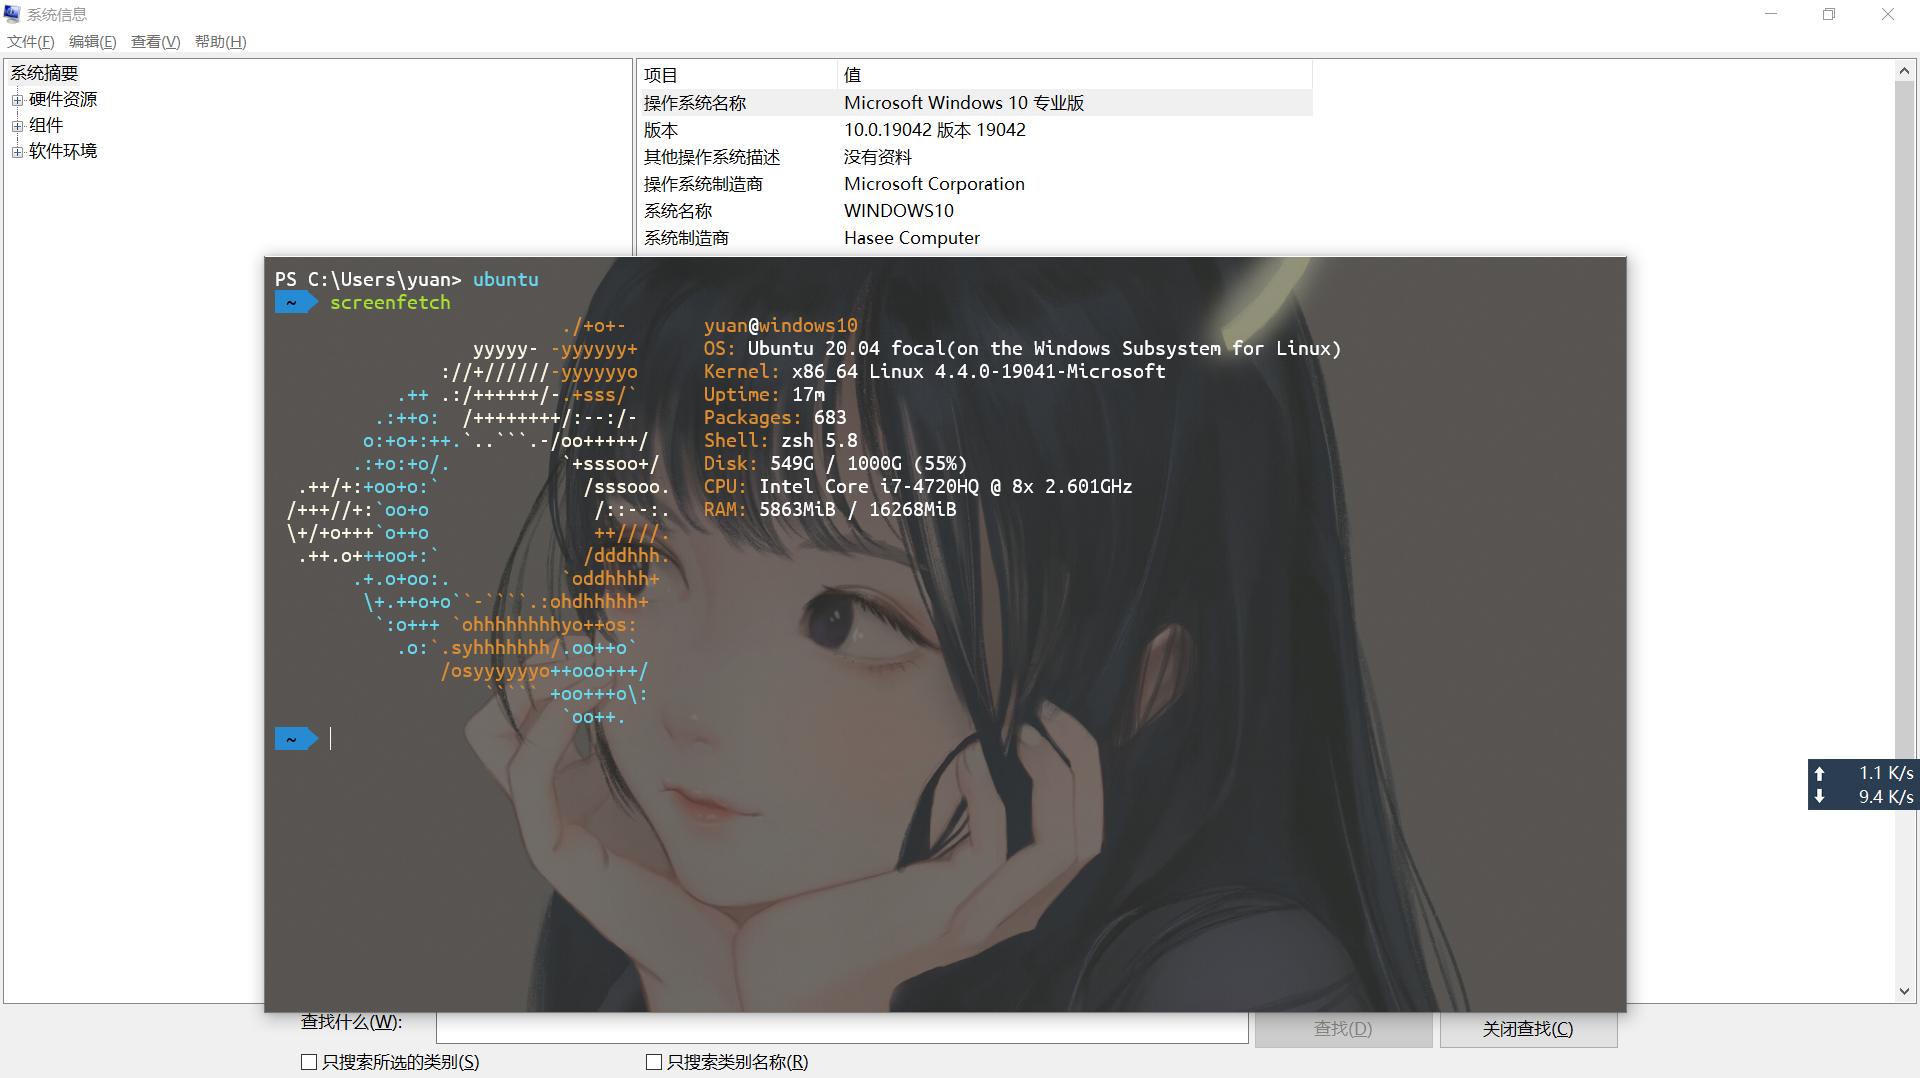 系统信息
文件(F) 编辑(E) 查看(V) 帮助(H)
系统摘要
硬件资源
组件
软件环境
项目 值
操作系统名称 Microsoft Windows 10 专业版
版本 10.0.19042 版本 19042
其他操作系统描述 没有资料
操作系统制造商 Microsoft Corporation
系统名称 WINDOWS10
系统制造商 Hasee Computer
PS C:\Users\yuan> ubuntu
~ screenfetch
./+o+- yuan@windows10
yyyyy- -yyyyyy+ OS: Ubuntu 20.04 focal(on the Windows Subsystem for Linux)
://+//////-yyyyyyo Kernel: x86_64 Linux 4.4.0-19041-Microsoft
.++ .:/++++++/-.+sss/` Uptime: 17m
.:++o: /++++++++/:--:/- Packages: 683
o:+o+:++.`..```.-/oo+++++/ Shell: zsh 5.8
.:+o:+o/. `+sssoo+/ Disk: 549G / 1000G (55%)
.++/+:+oo+o:` /sssooo. CPU: Intel Core i7-4720HQ @ 8x 2.601GHz
/+++//+:`oo+o /::--:. RAM: 5863MiB / 16268MiB
\+/+o+++`o++o ++////.
.++.o+++oo+:` /dddhhh.
.+.o+oo:. `oddhhhh+
\+.++o+o``-````.:ohdhhhhh+
`:o+++ `ohhhhhhhhyo++os:
.o:`.syhhhhhhh/.oo++o`
/osyyyyyyo++ooo+++/
````` +oo+++o\:
`oo++.
~
1.1 K/s
9.4 K/s
查找什么(W): 查找(D) 关闭查找(C)
只搜索所选的类别(S) 只搜索类别名称(R)